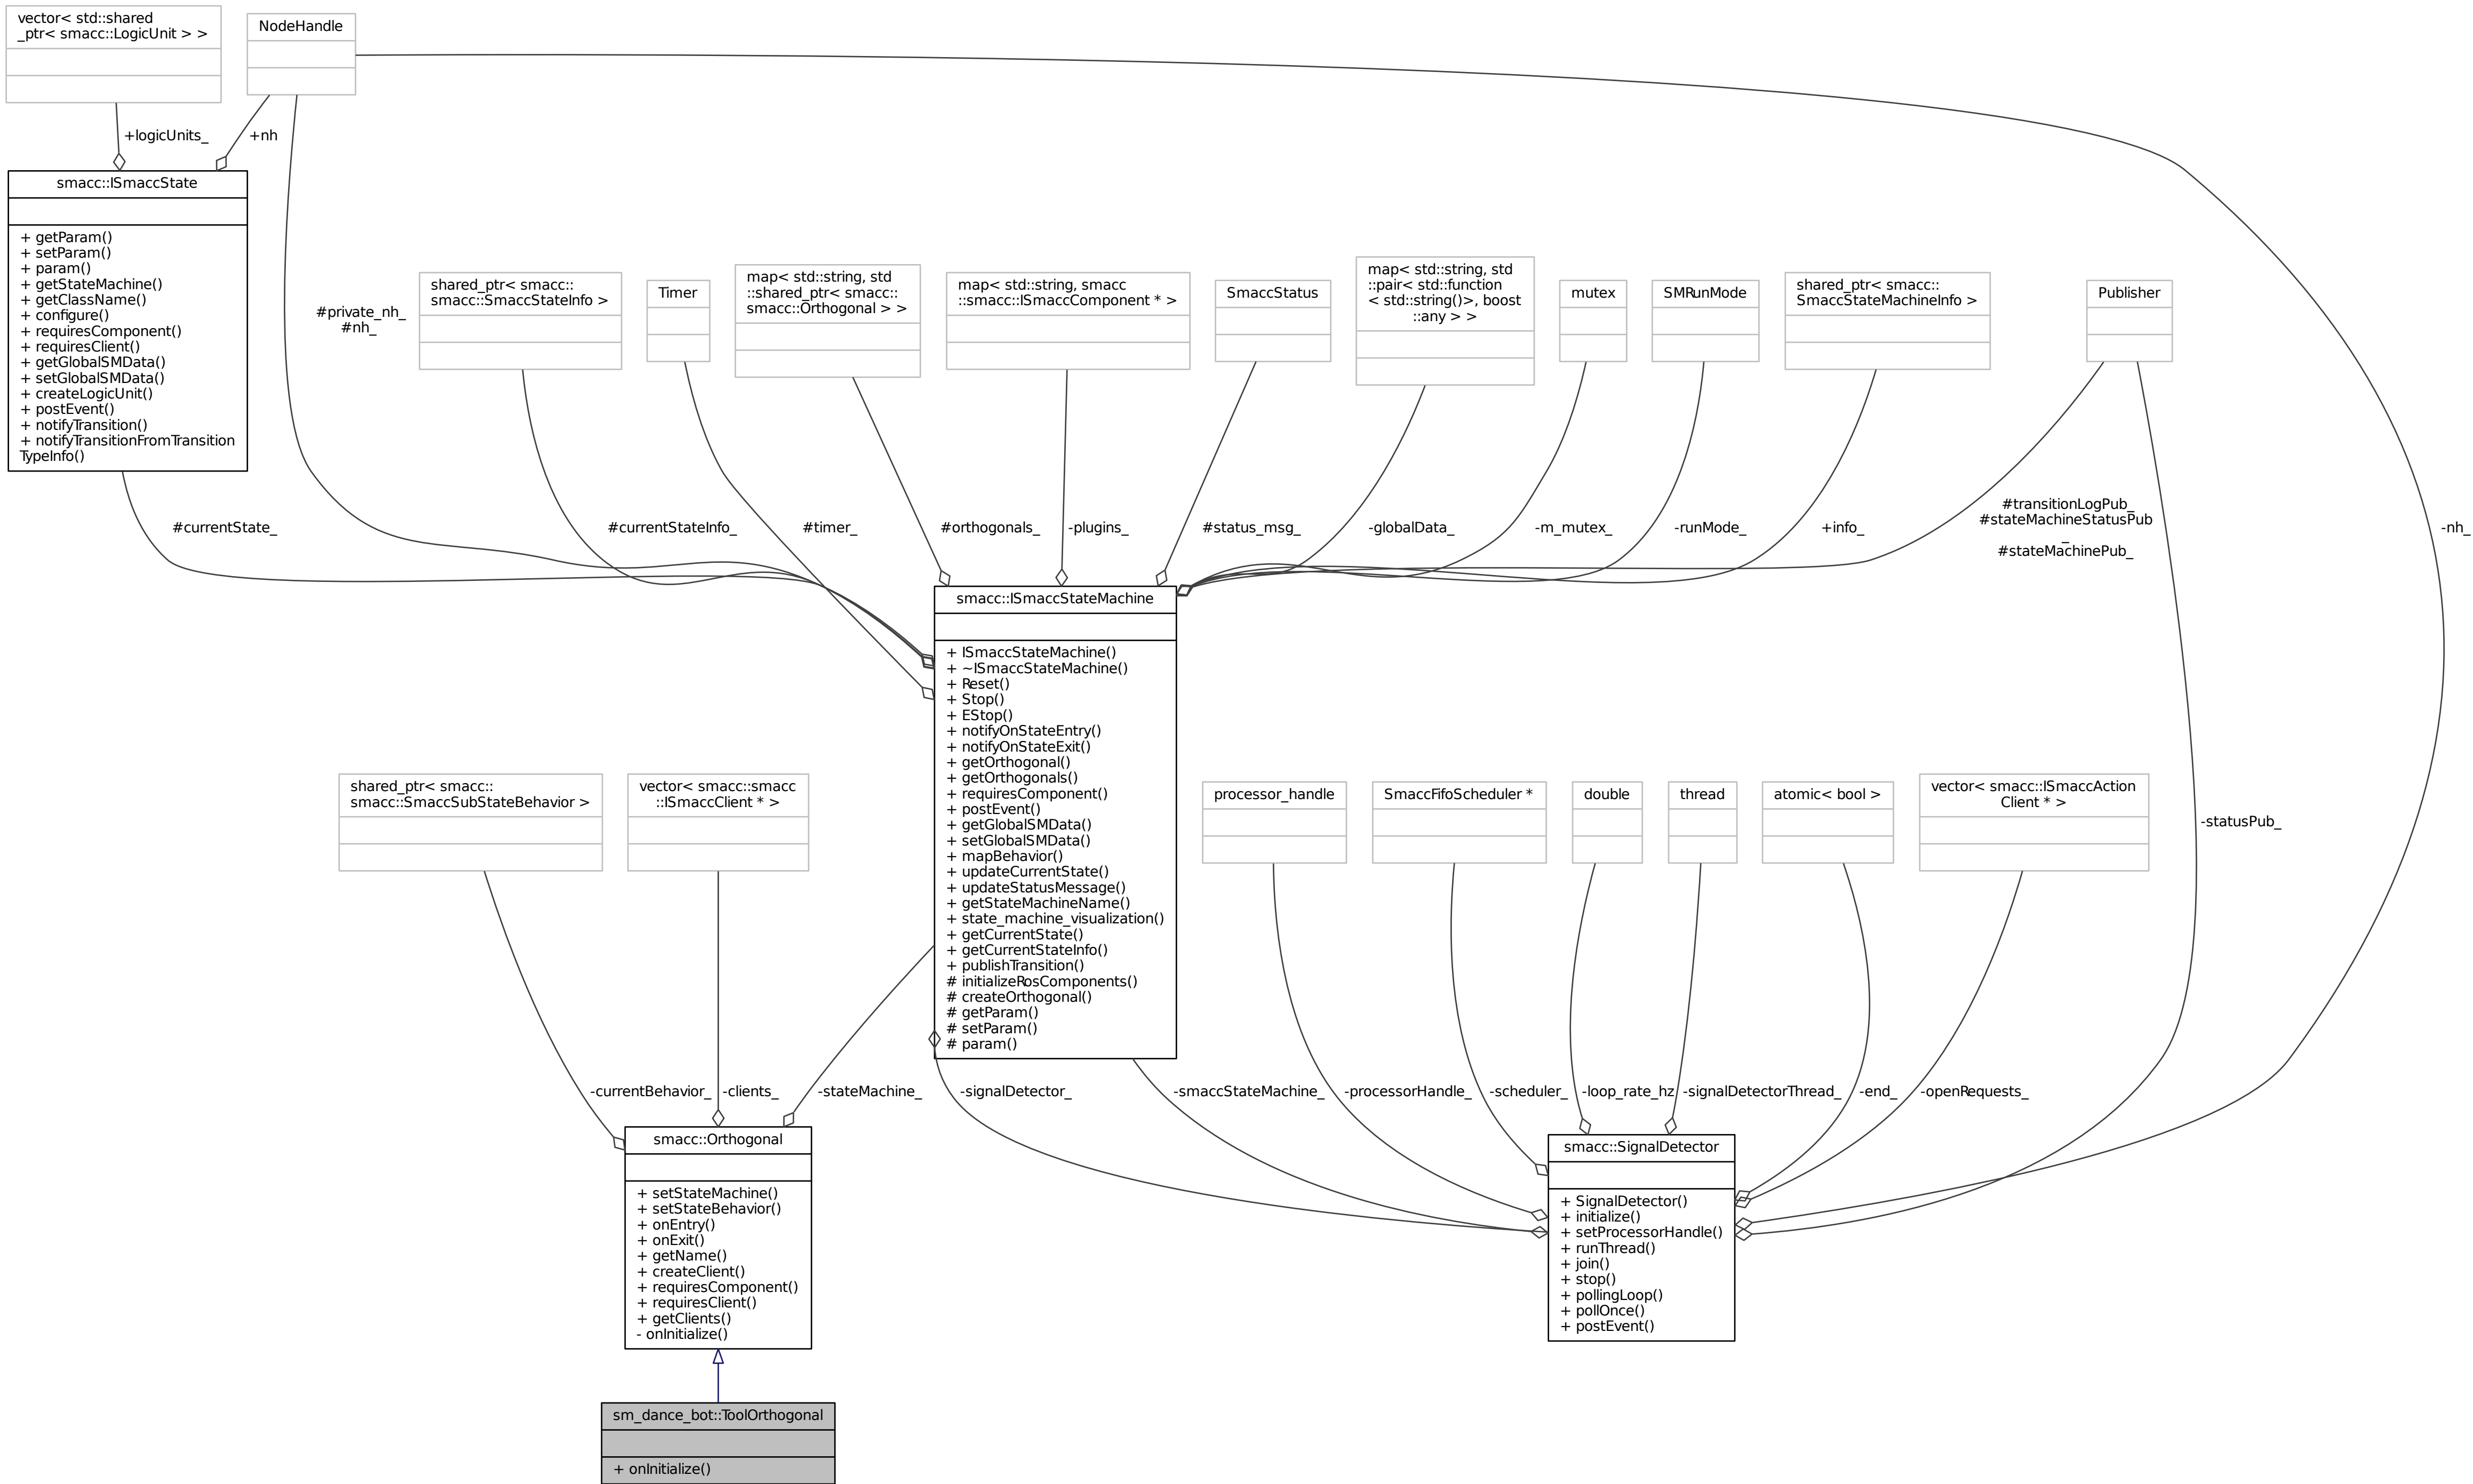 vector< std::shared
_ptr< smacc::LogicUnit > >
NodeHandle
+logicUnits_
+nh
smacc::ISmaccState
+ getParam()
+ setParam()
+ param()
+ getStateMachine()
+ getClassName()
+ configure()
+ requiresComponent()
+ requiresClient()
+ getGlobalSMData()
+ setGlobalSMData()
+ createLogicUnit()
+ postEvent()
+ notifyTransition()
+ notifyTransitionFromTransition
TypeInfo()
#private_nh_
#nh_
shared_ptr< smacc::
smacc::SmaccStateInfo >
Timer
map< std::string, std
::shared_ptr< smacc::
smacc::Orthogonal > >
map< std::string, smacc
::smacc::ISmaccComponent * >
SmaccStatus
map< std::string, std
::pair< std::function
< std::string()>, boost
::any > >
mutex
SMRunMode
shared_ptr< smacc::
SmaccStateMachineInfo >
Publisher
#currentState_
#currentStateInfo_
#timer_
#orthogonals_
-plugins_
#status_msg_
-globalData_
-m_mutex_
-runMode_
+info_
#transitionLogPub_
#stateMachineStatusPub
_
#stateMachinePub_
-nh_
smacc::ISmaccStateMachine
+ ISmaccStateMachine()
+ ~ISmaccStateMachine()
+ Reset()
+ Stop()
+ EStop()
+ notifyOnStateEntry()
+ notifyOnStateExit()
+ getOrthogonal()
+ getOrthogonals()
+ requiresComponent()
+ postEvent()
+ getGlobalSMData()
+ setGlobalSMData()
+ mapBehavior()
+ updateCurrentState()
+ updateStatusMessage()
+ getStateMachineName()
+ state_machine_visualization()
+ getCurrentState()
+ getCurrentStateInfo()
+ publishTransition()
# initializeRosComponents()
# createOrthogonal()
# getParam()
# setParam()
# param()
shared_ptr< smacc::
smacc::SmaccSubStateBehavior >
vector< smacc::smacc
::ISmaccClient * >
processor_handle
SmaccFifoScheduler *
double
thread
atomic< bool >
vector< smacc::ISmaccAction
Client * >
-statusPub_
-currentBehavior_
-clients_
-stateMachine_
-signalDetector_
-smaccStateMachine_
-processorHandle_
-scheduler_
-loop_rate_hz
-signalDetectorThread_
-end_
-openRequests_
smacc::Orthogonal
+ setStateMachine()
+ setStateBehavior()
+ onEntry()
+ onExit()
+ getName()
+ createClient()
+ requiresComponent()
+ requiresClient()
+ getClients()
- onInitialize()
smacc::SignalDetector
+ SignalDetector()
+ initialize()
+ setProcessorHandle()
+ runThread()
+ join()
+ stop()
+ pollingLoop()
+ pollOnce()
+ postEvent()
sm_dance_bot::ToolOrthogonal
+ onInitialize()